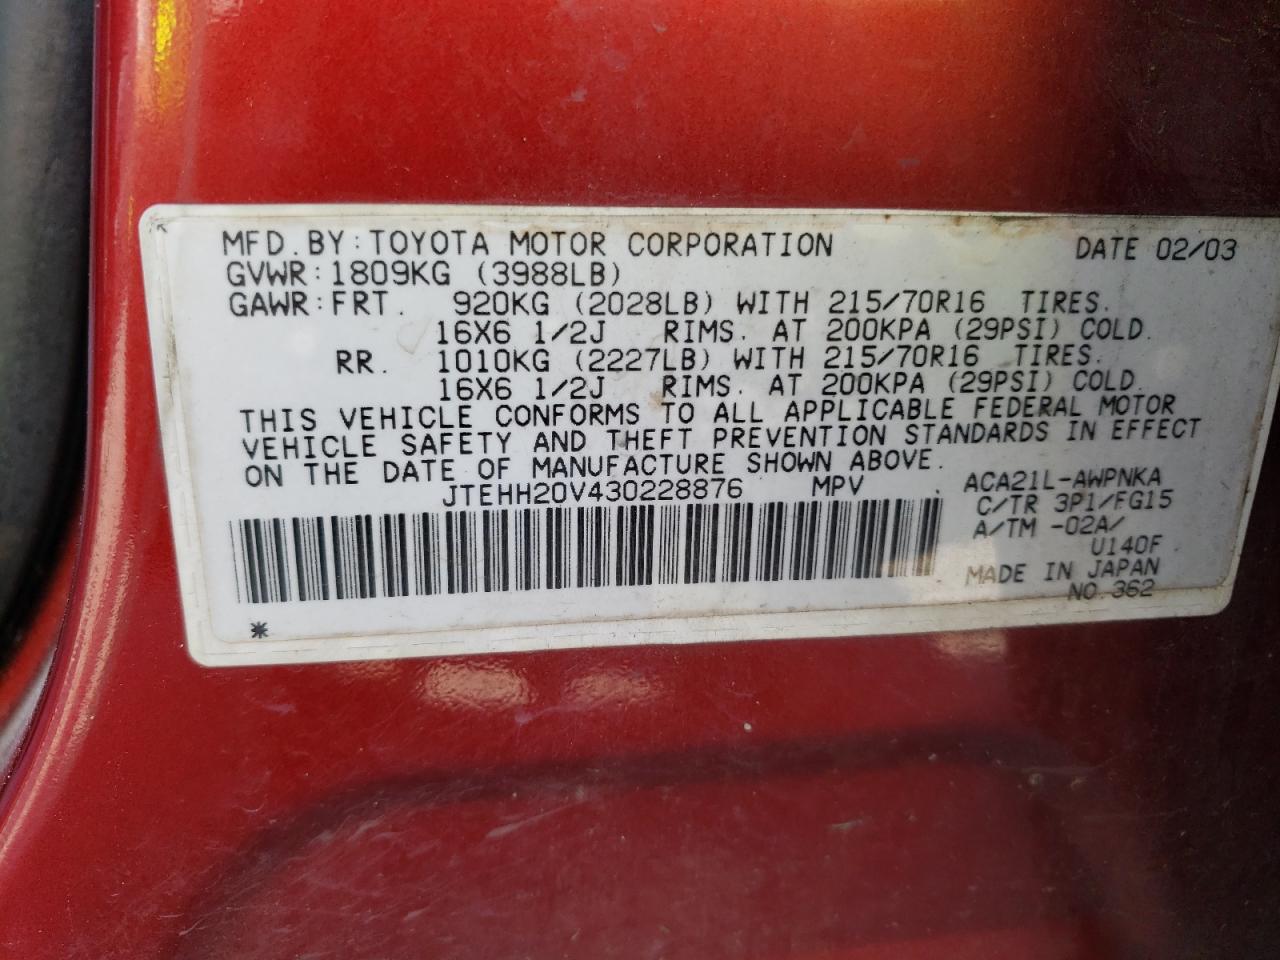 MFD. BY: TOYOTA MOTOR CORPORATION DATE 02/03
GVWR: 1809KG (3988LB)
GAWR: FRT. 920KG (2028LB) WITH 215/70R16 TIRES.
16X6 1/2J RIMS. AT 200KPA (29PSI) COLD.
RR. 1010KG (2227LB) WITH 215/70R16 TIRES.
16X6 1/2J RIMS. AT 200KPA (29PSI) COLD.
THIS VEHICLE CONFORMS TO ALL APPLICABLE FEDERAL MOTOR
VEHICLE SAFETY AND THEFT PREVENTION STANDARDS IN EFFECT
ON THE DATE OF MANUFACTURE SHOWN ABOVE.
JTEHH20V430228876 MPV
ACA21L-AWPNKA
C/TR 3P1/FG15
A/TM -02A/
U140F
MADE IN JAPAN
NO. 362
*